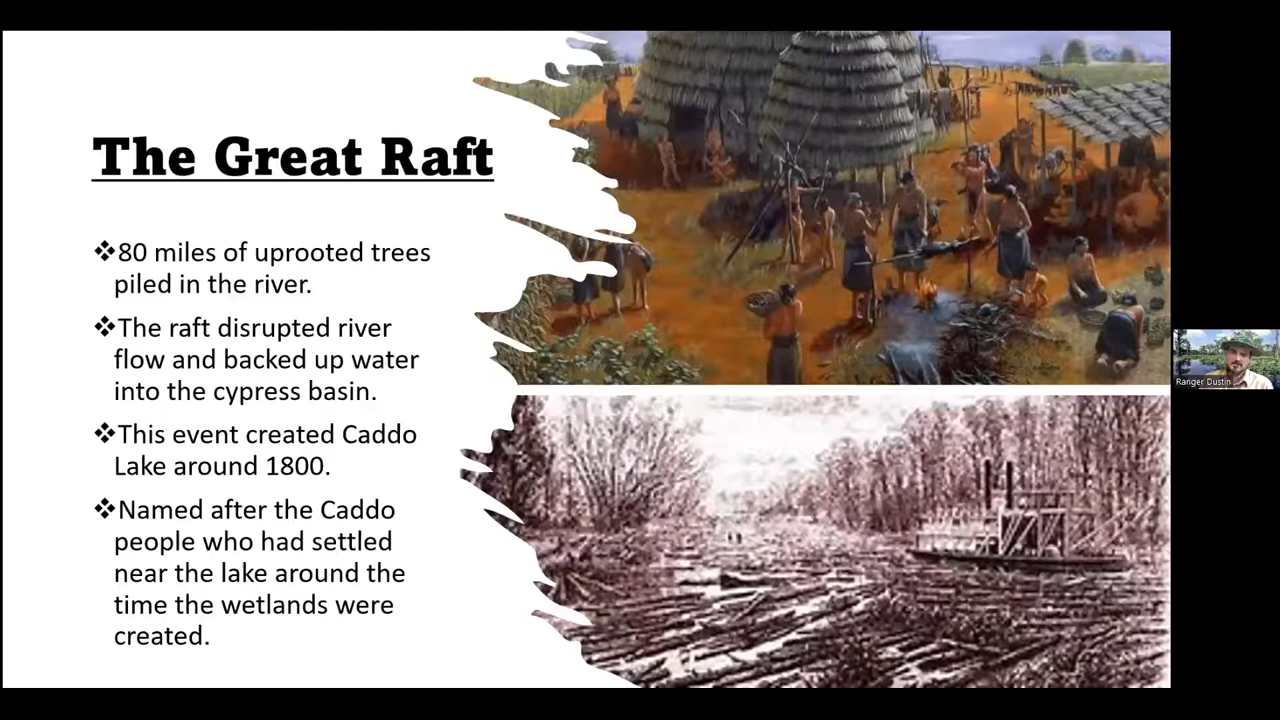 The Great Raft
❖80 miles of uprooted trees
piled in the river.
❖The raft disrupted river
flow and backed up water
into the cypress basin.
❖This event created Caddo
Lake around 1800.
❖Named after the Caddo
people who had settled
near the lake around the
time the wetlands were
created.
Ranger Dustin